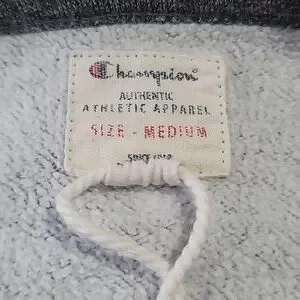 Champion
AUTHENTIC
ATHLETIC APPAREL
SIZE - MEDIUM